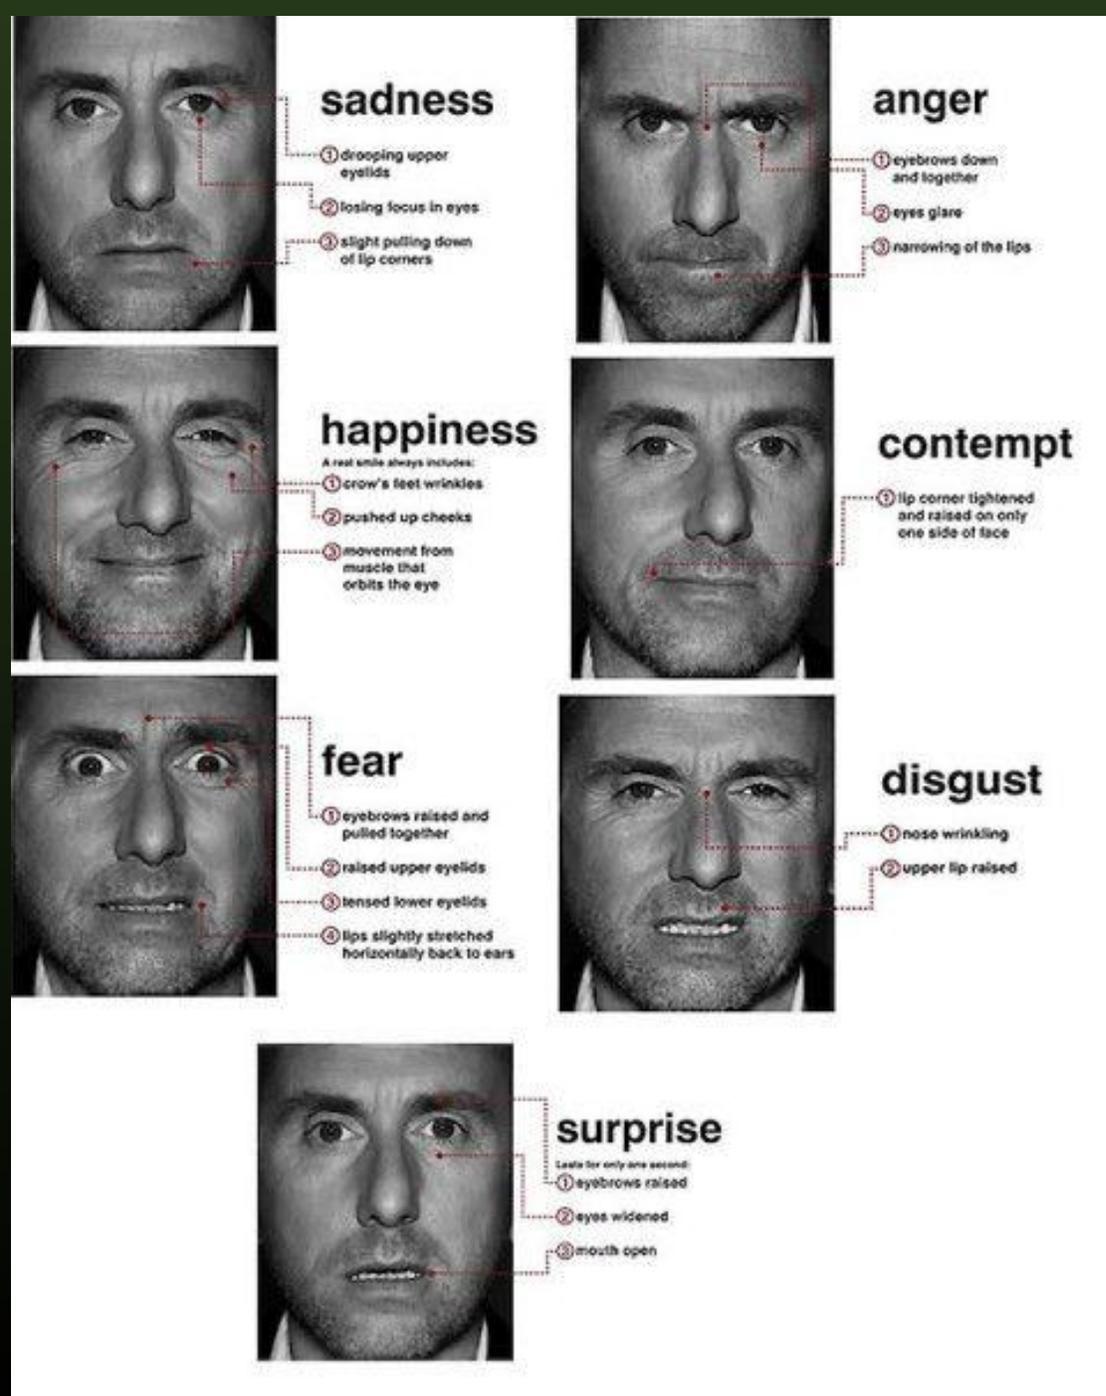 sadness
① drooping upper
eyelids
② losing focus in eyes
③ slight pulling down
of lip corners
anger
① eyebrows down
and together
② eyes glare
③ narrowing of the lips
happiness
A real smile always includes:
① crow's feet wrinkles
② pushed up cheeks
③ movement from
muscle that
orbits the eye
contempt
① lip corner tightened
and raised on only
one side of face
fear
① eyebrows raised and
pulled together
② raised upper eyelids
③ tensed lower eyelids
④ lips slightly stretched
horizontally back to ears
disgust
① nose wrinkling
② upper lip raised
surprise
Lasts for only one second:
① eyebrows raised
② eyes widened
③ mouth open